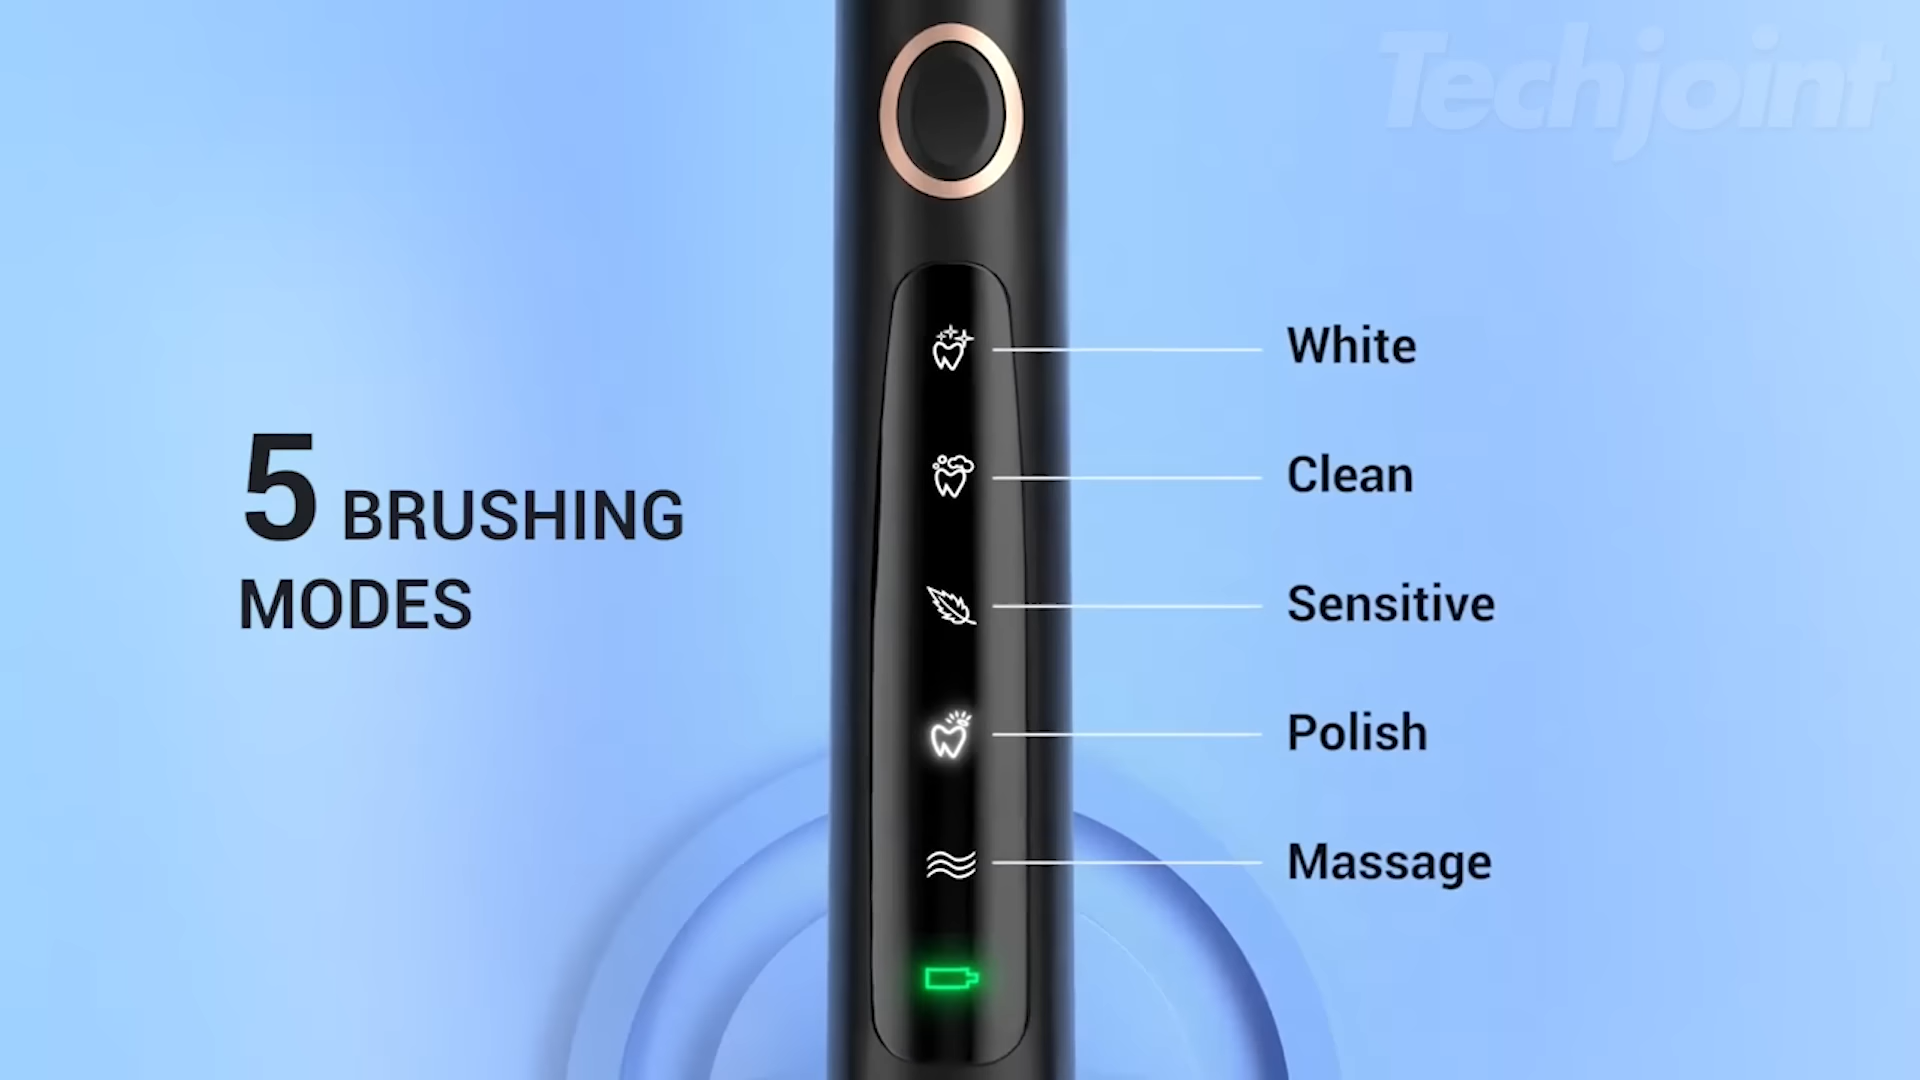 Techjoint
5 BRUSHING
MODES
White
Clean
Sensitive
Polish
Massage